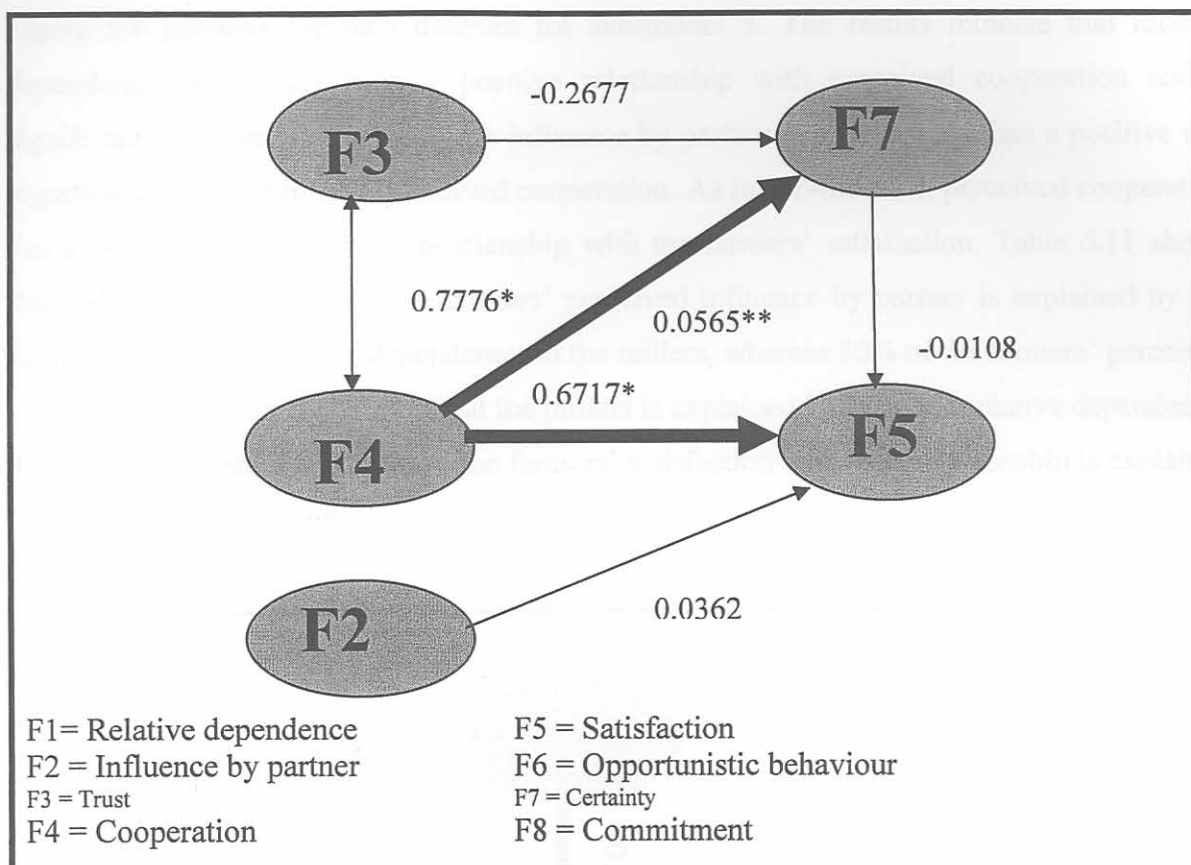 -0.2677
F3
F7
0.7776*
0.0565**
-0.0108
0.6717*
F4
F5
F2
0.0362
F1= Relative dependence
F5 = Satisfaction
F2 = Influence by partner
F6 = Opportunistic behaviour
F3 = Trust
F7 = Certainty
F4 = Cooperation
F8 = Commitment